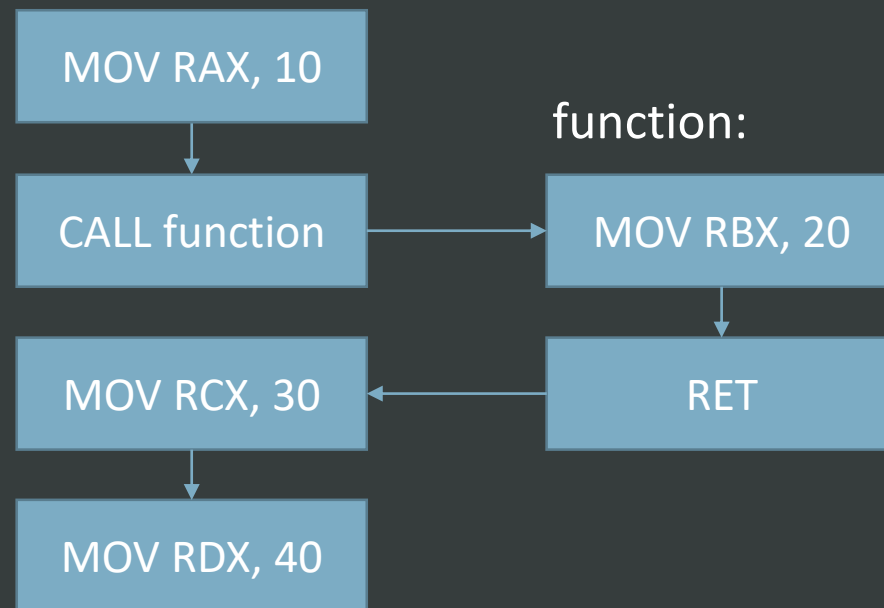 MOV RAX, 10
function:
CALL function
MOV RBX, 20
MOV RCX, 30
RET
MOV RDX, 40